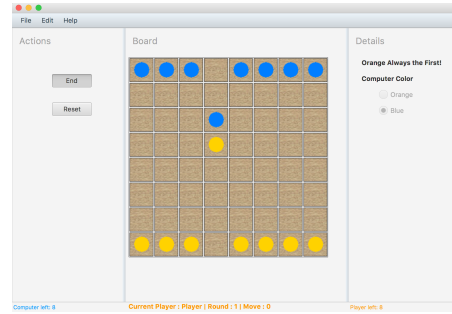 File Edit Help
Actions
Board
Details
End
Reset
Orange Always the First!
Computer Color
Orange
Blue
Computer left: 8
Current Player : Player | Round : 1 | Move : 0
Player left: 8